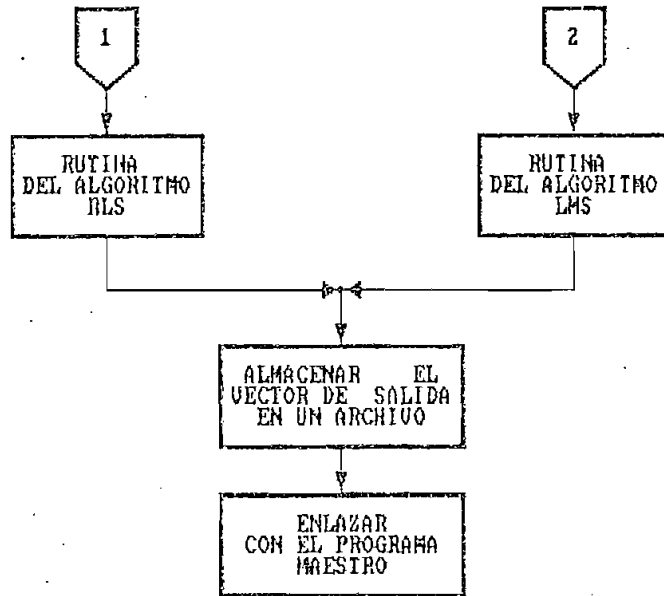 1
2
RUTINA
DEL ALGORITMO
RLS
RUTINA
DEL ALGORITMO
LMS
ALMACENAR EL
VECTOR DE SALIDA
EN UN ARCHIVO
ENLAZAR
CON EL PROGRAMA
MAESTRO